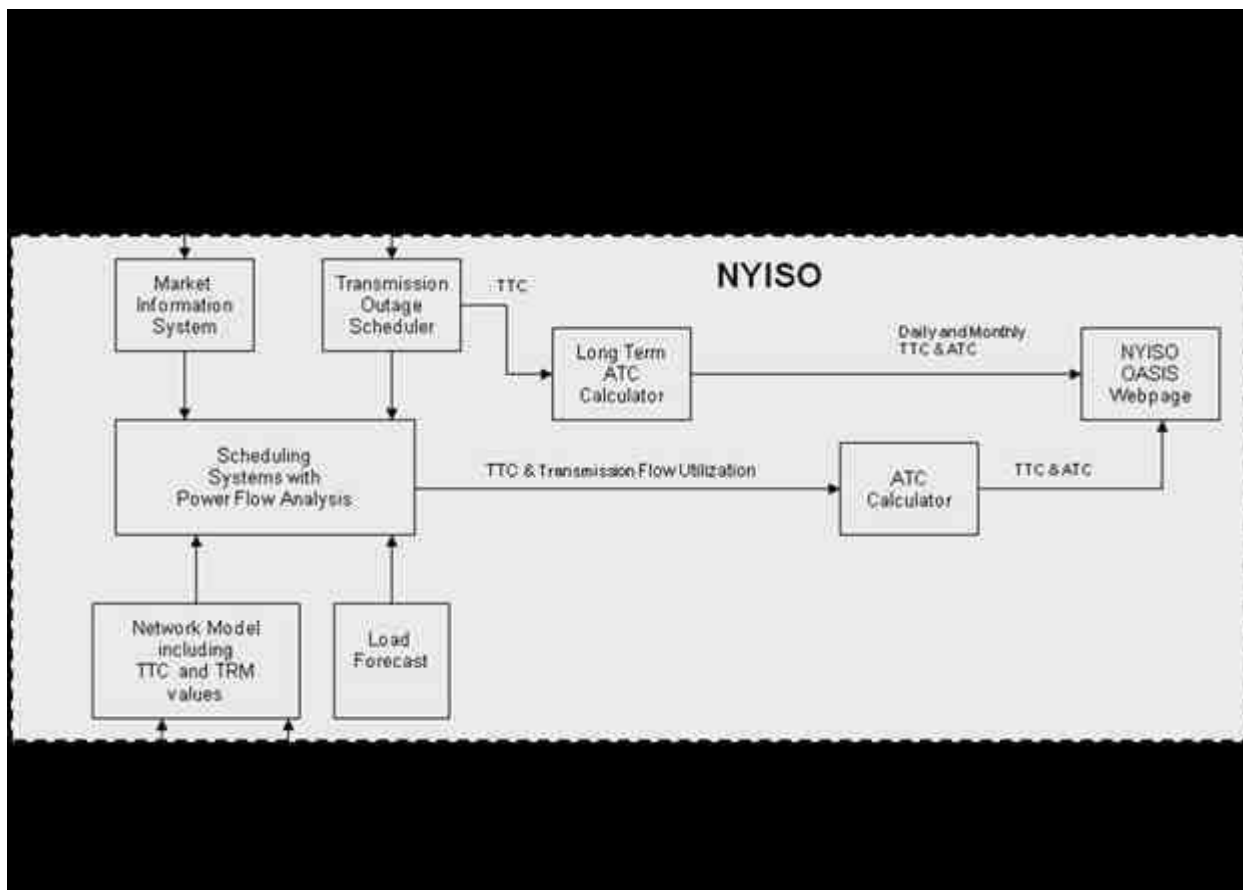 NYISO
Market
Information
System
Transmission
Outage
Scheduler
TTC
Long Term
ATC
Calculator
Daily and Monthly
TTC & ATC
NYISO
OASIS
Webpage
Scheduling
Systems with
Power Flow Analysis
TTC & Transmission Flow Utilization
ATC
Calculator
TTC & ATC
Network Model
including
TTC and TRM
values
Load
Forecast